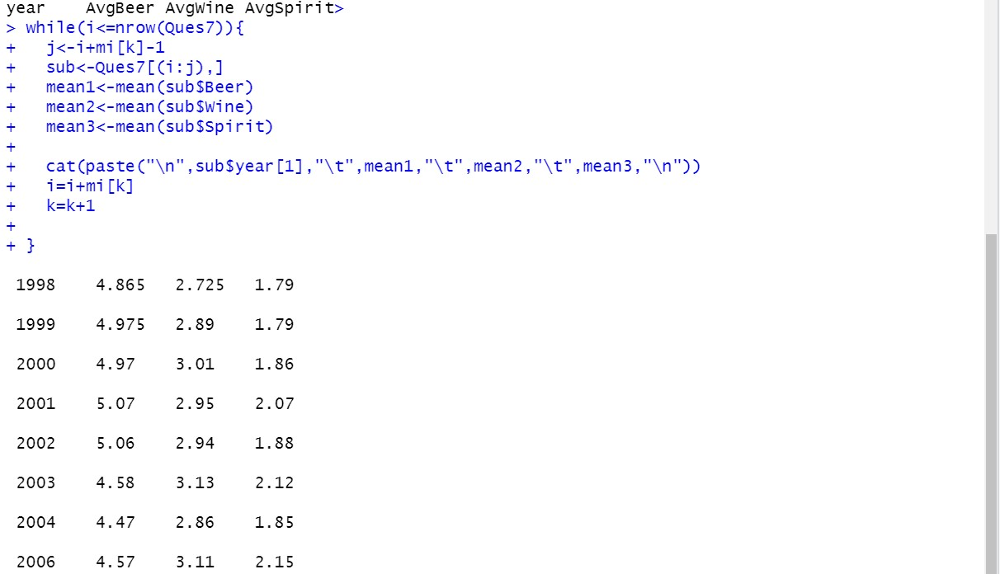 year    AvgBeer AvgWine AvgSpirit>
> while(i<=nrow(Ques7)){
+   j<-i+mi[k]-1
+   sub<-Ques7[(i:j),]
+   mean1<-mean(sub$Beer)
+   mean2<-mean(sub$Wine)
+   mean3<-mean(sub$Spirit)
+
+   cat(paste("\n",sub$year[1],"\t",mean1,"\t",mean2,"\t",mean3,"\n"))
+   i=i+mi[k]
+   k=k+1
+
+ }
 1998    4.865   2.725   1.79
 1999    4.975   2.89    1.79
 2000    4.97    3.01    1.86
 2001    5.07    2.95    2.07
 2002    5.06    2.94    1.88
 2003    4.58    3.13    2.12
 2004    4.47    2.86    1.85
 2006    4.57    3.11    2.15